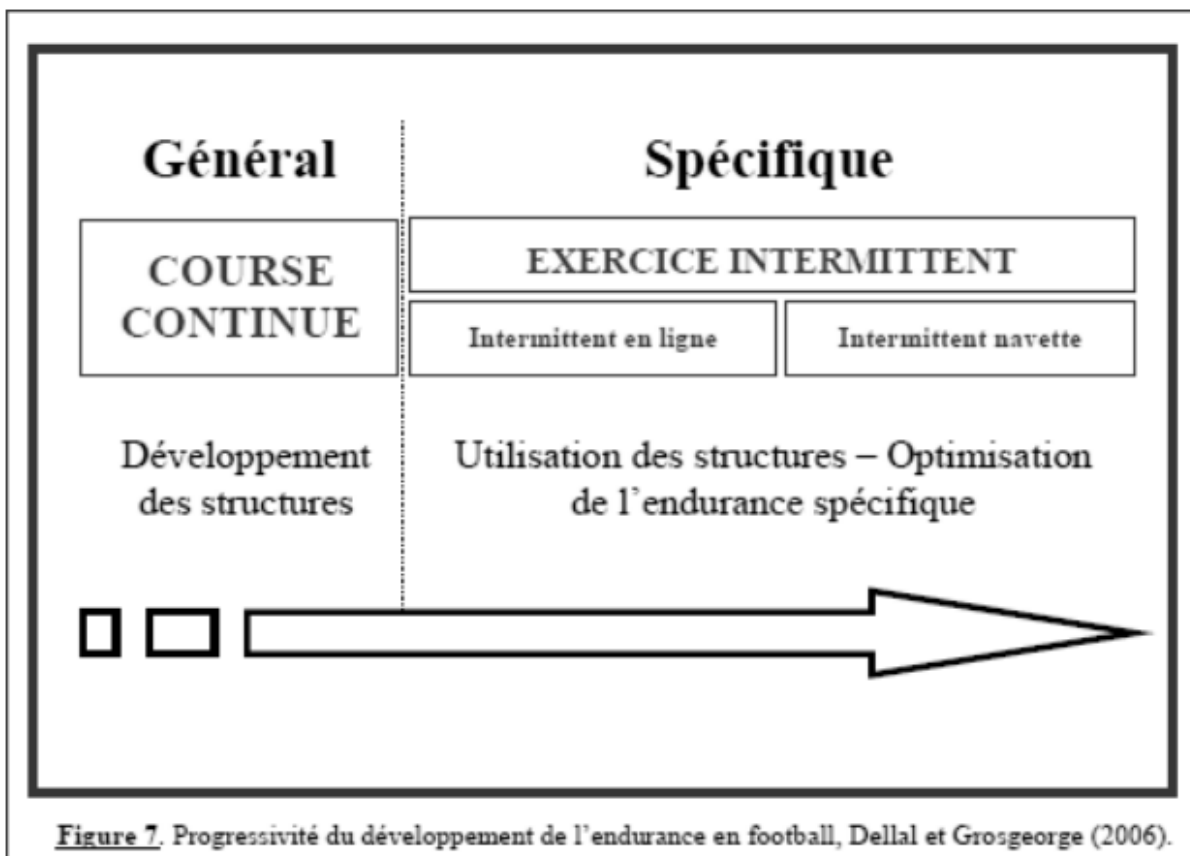 Général
Spécifique
COURSE
CONTINUE
EXERCICE INTERMITTENT
Intermittent en ligne
Intermittent navette
Développement
des structures
Utilisation des structures – Optimisation
de l’endurance spécifique
Figure 7. Progressivité du développement de l’endurance en football, Dellal et Grosgeorge (2006).